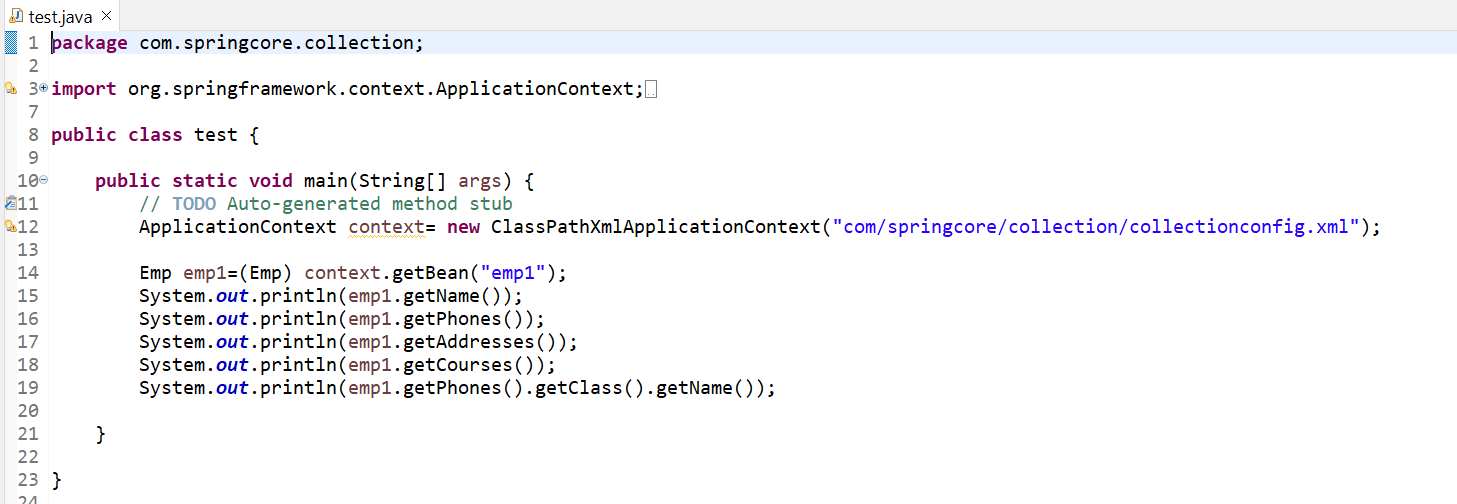 test.java
1 package com.springcore.collection;
2
3 import org.springframework.context.ApplicationContext;
7
8 public class test {
9
10 public static void main(String[] args) {
11 // TODO Auto-generated method stub
12 ApplicationContext context= new ClassPathXmlApplicationContext("com/springcore/collection/collectionconfig.xml");
13
14 Emp emp1=(Emp) context.getBean("emp1");
15 System.out.println(emp1.getName());
16 System.out.println(emp1.getPhones());
17 System.out.println(emp1.getAddresses());
18 System.out.println(emp1.getCourses());
19 System.out.println(emp1.getPhones().getClass().getName());
20
21 }
22
23 }
24